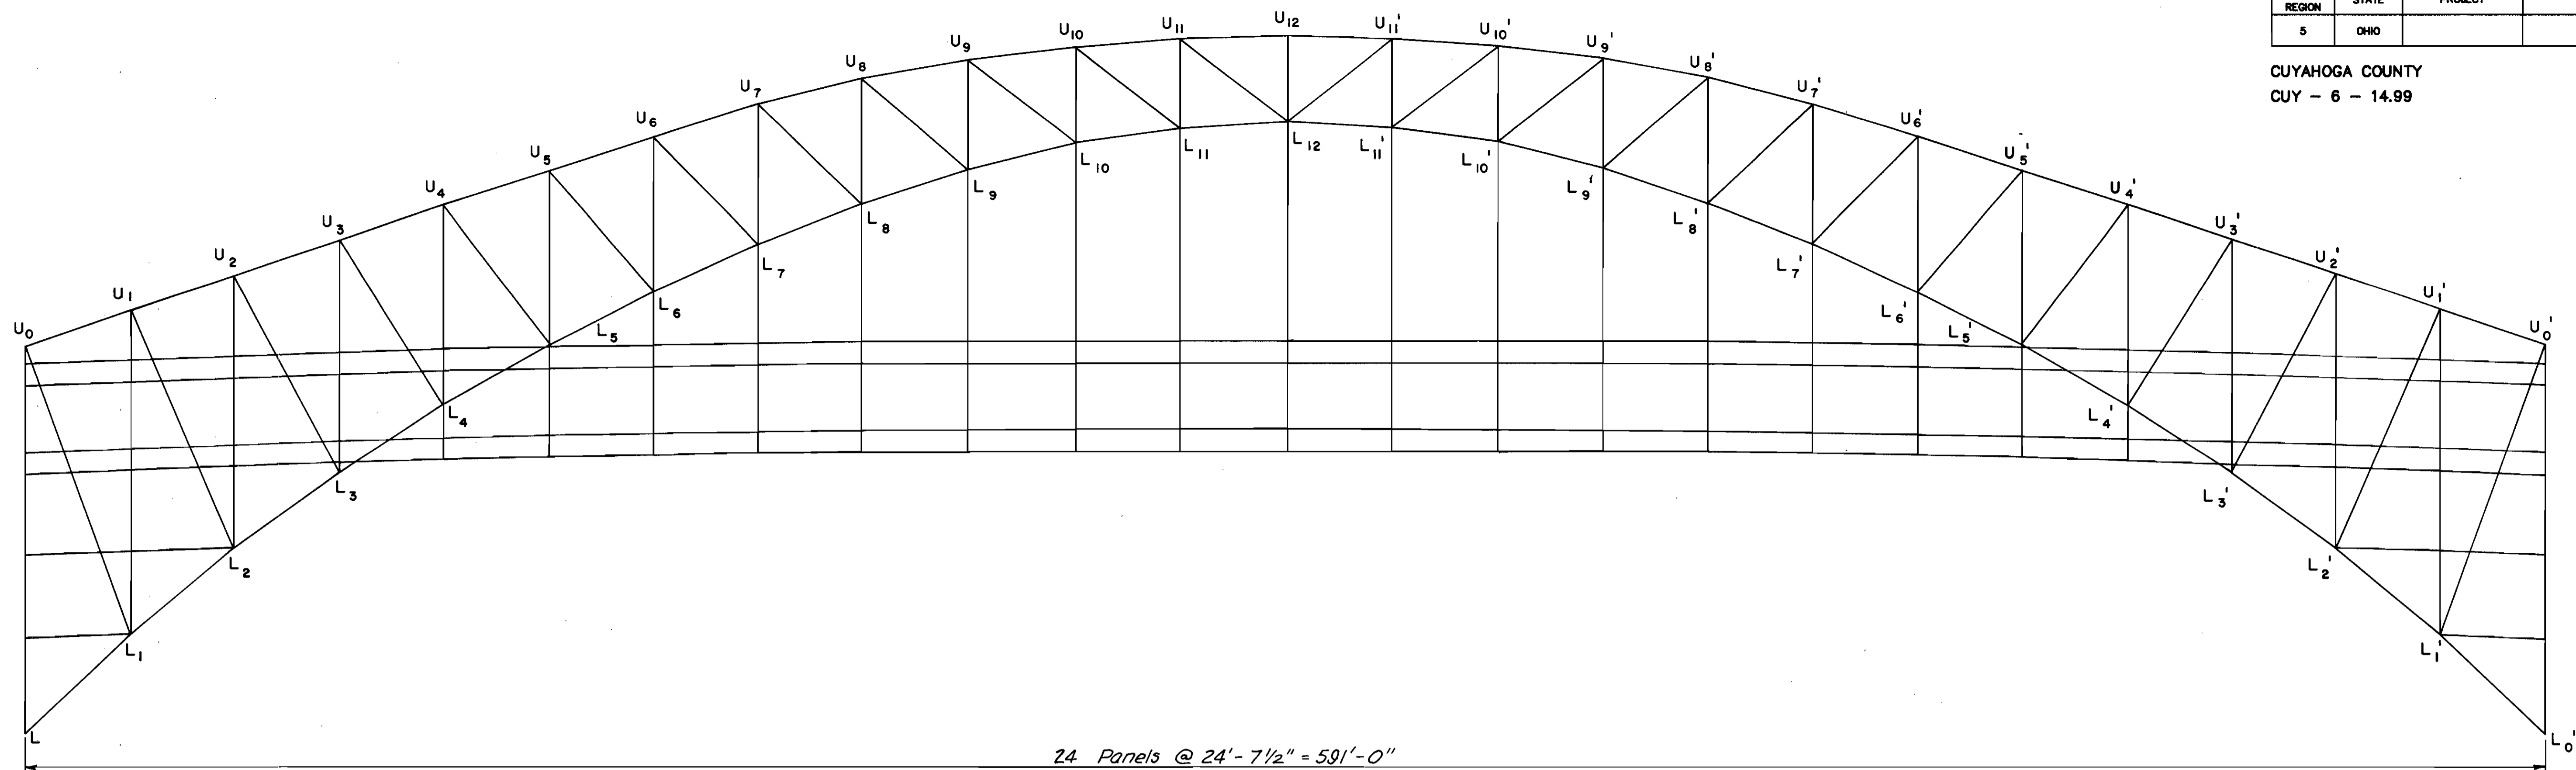 REGION STATE PROJECT
5 OHIO
CUYAHOGA COUNTY
CUY - 6 - 14.99
U0 U1 U2 U3 U4 U5 U6 U7 U8 U9 U10 U11 U12 U11' U10' U9' U8' U7' U6' U5' U4' U3' U2' U1' U0'
L L1 L2 L3 L4 L5 L6 L7 L8 L9 L10 L11 L12 L11' L10' L9' L8' L7' L6' L5' L4' L3' L2' L1' L0'
24 Panels @ 24'-7 1/2" = 591'-0"